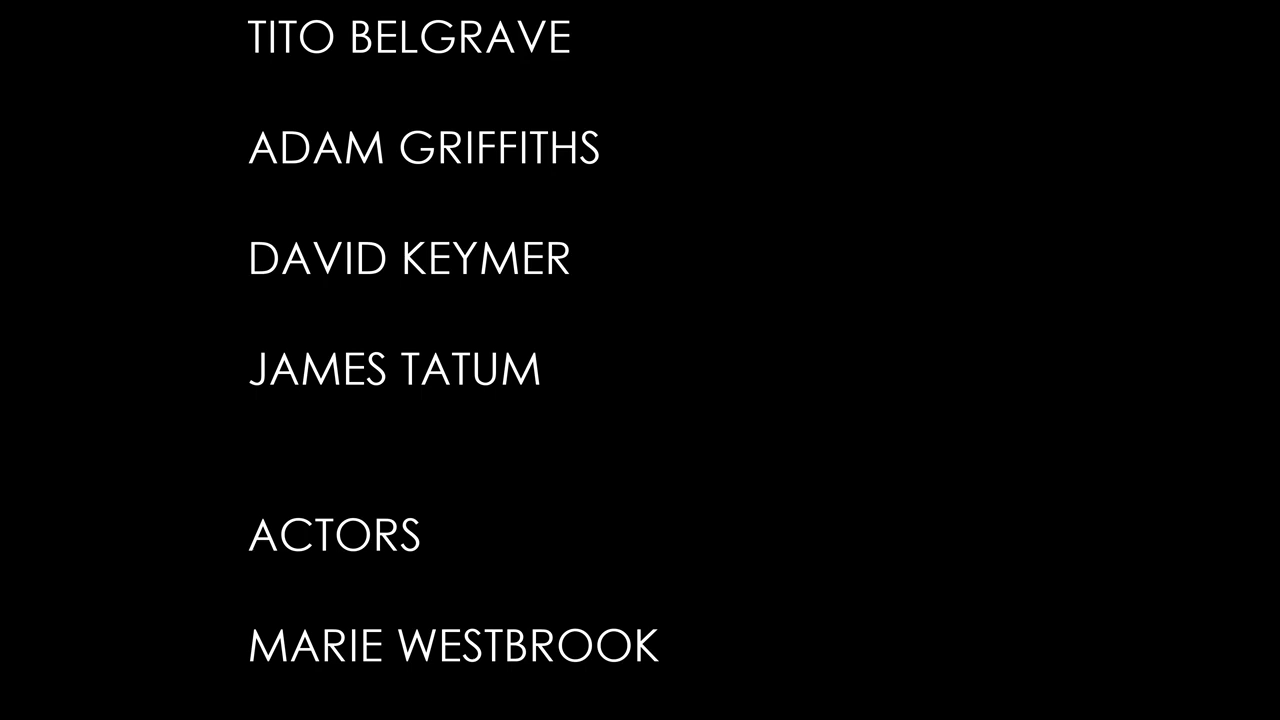 TITO BELGRAVE
ADAM GRIFFITHS
DAVID KEYMER
JAMES TATUM
ACTORS
MARIE WESTBROOK